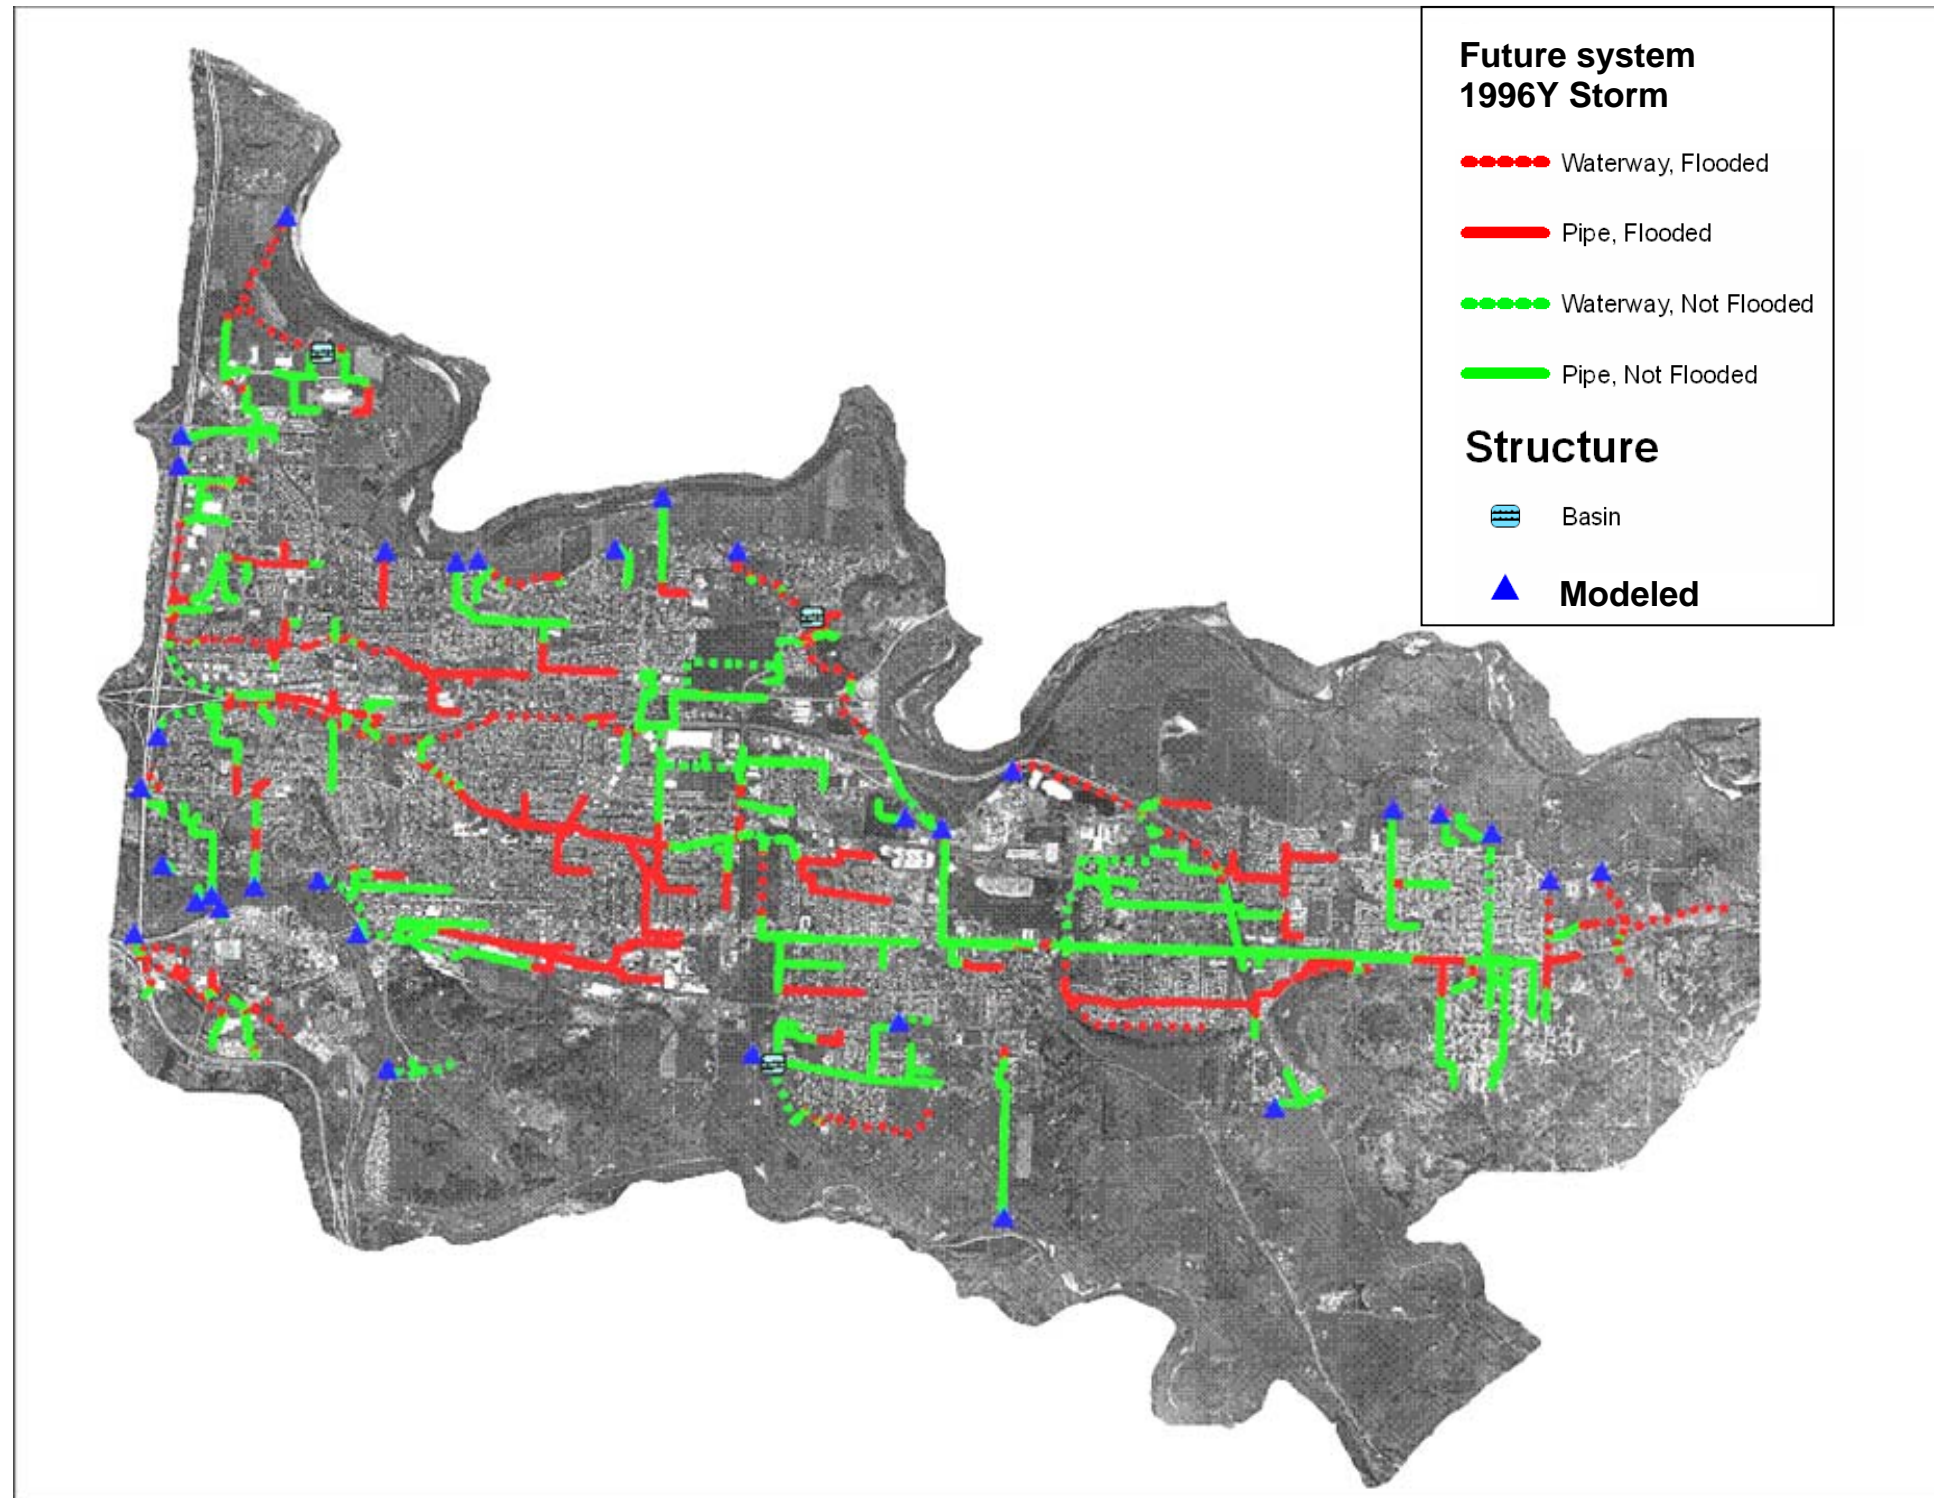 Future system
1996Y Storm
Waterway, Flooded
Pipe, Flooded
Waterway, Not Flooded
Pipe, Not Flooded
Structure
Basin
Modeled